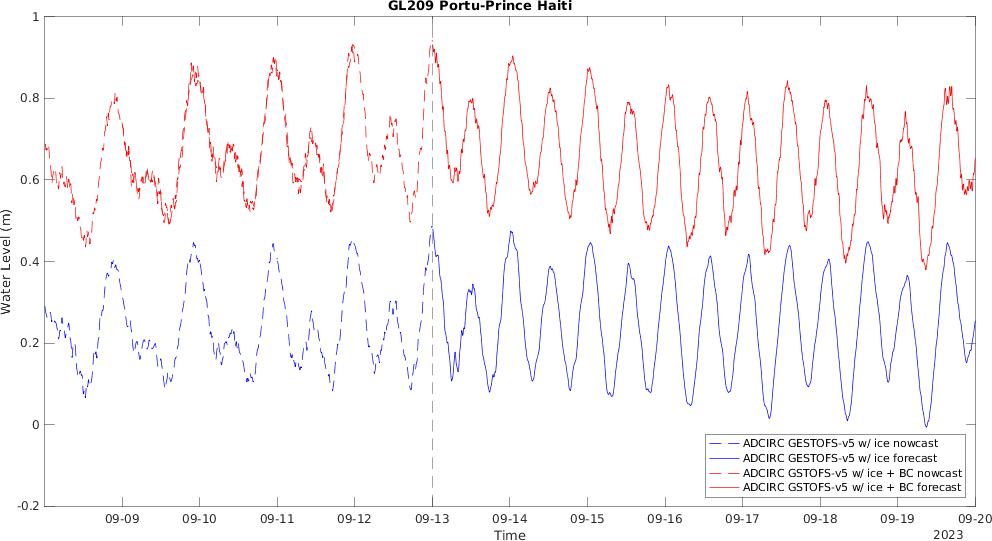 GL209 Portu-Prince Haiti
Water Level (m)
1
0.8
0.6
0.4
0.2
0
-0.2
ADCIRC GESTOFS-v5 w/ ice nowcast
ADCIRC GESTOFS-v5 w/ ice forecast
ADCIRC GSTOFS-v5 w/ ice + BC nowcast
ADCIRC GSTOFS-v5 w/ ice + BC forecast
09-09 09-10 09-11 09-12 09-13 09-14 09-15 09-16 09-17 09-18 09-19 09-20
Time
2023